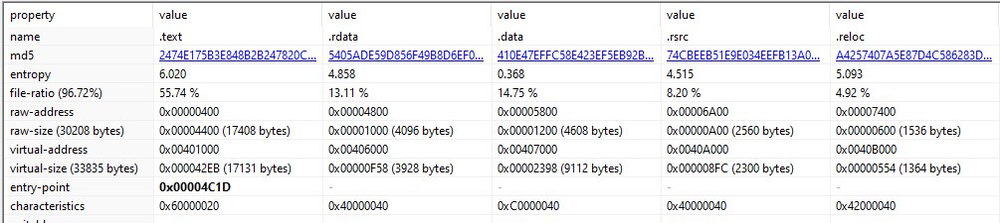 property value value value value value
name .text .rdata .data .rsrc .reloc
md5 2474E175B3E848B2B247820C... 5405ADE59D856F49B8D6EF0... 410E47EFFC58E423EF5EB92B... 74CBEEB51E9E034EEFB13A0... A4257407A5E87D4C586283D...
entropy 6.020 4.858 0.368 4.515 5.093
file-ratio (96.72%) 55.74 % 13.11 % 14.75 % 8.20 % 4.92 %
raw-address 0x00000400 0x00004800 0x00005800 0x00006A00 0x00007400
raw-size (30208 bytes) 0x00004400 (17408 bytes) 0x00001000 (4096 bytes) 0x00001200 (4608 bytes) 0x00000A00 (2560 bytes) 0x00000600 (1536 bytes)
virtual-address 0x00401000 0x00406000 0x00407000 0x0040A000 0x0040B000
virtual-size (33835 bytes) 0x000042EB (17131 bytes) 0x00000F58 (3928 bytes) 0x00002398 (9112 bytes) 0x000008FC (2300 bytes) 0x00000554 (1364 bytes)
entry-point 0x00004C1D - - - -
characteristics 0x60000020 0x40000040 0xC0000040 0x40000040 0x42000040